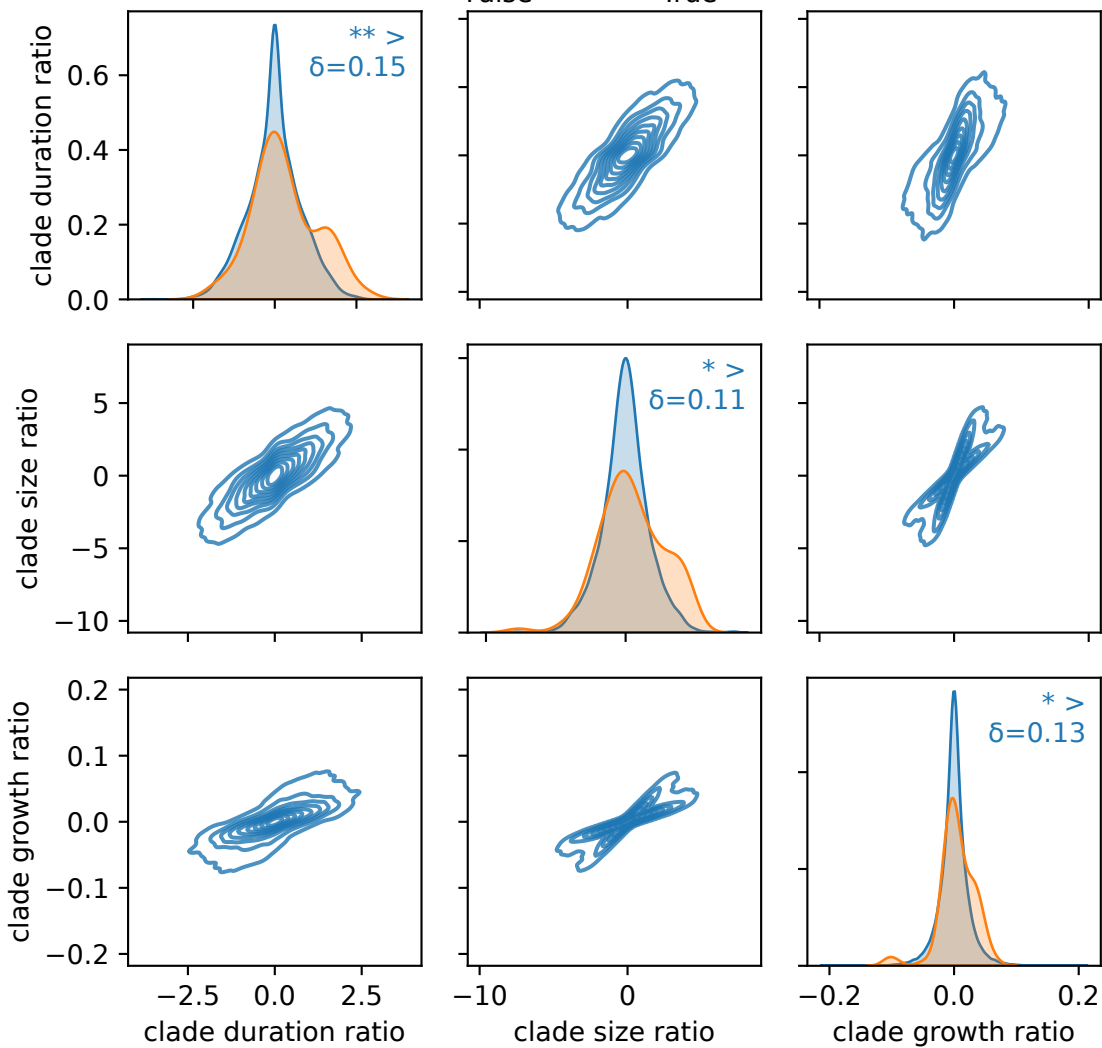 False True
clade duration ratio
0.6
0.4
0.2
0.0
** >
δ=0.15
clade size ratio
5
0
−5
−10
* >
δ=0.11
clade growth ratio
0.2
0.1
0.0
−0.1
−0.2
* >
δ=0.13
−2.5 0.0 2.5
−10 0
−0.2 0.0 0.2
clade duration ratio
clade size ratio
clade growth ratio